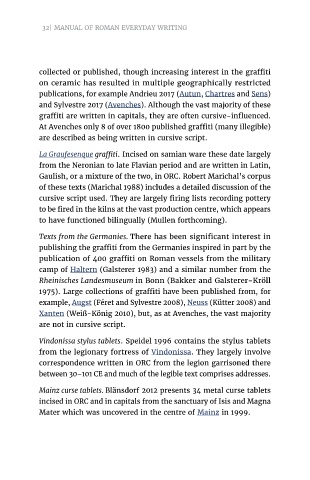 32| MANUAL OF ROMAN EVERYDAY WRITING
collected or published, though increasing interest in the graffiti
on ceramic has resulted in multiple geographically restricted
publications, for example Andrieu 2017 (Autun, Chartres and Sens)
and Sylvestre 2017 (Avenches). Although the vast majority of these
graffiti are written in capitals, they are often cursive-influenced.
At Avenches only 8 of over 1800 published graffiti (many illegible)
are described as being written in cursive script.
La Graufesenque graffiti. Incised on samian ware these date largely
from the Neronian to late Flavian period and are written in Latin,
Gaulish, or a mixture of the two, in ORC. Robert Marichal's corpus
of these texts (Marichal 1988) includes a detailed discussion of the
cursive script used. They are largely firing lists recording pottery
to be fired in the kilns at the vast production centre, which appears
to have functioned bilingually (Mullen forthcoming).
Texts from the Germanies. There has been significant interest in
publishing the graffiti from the Germanies inspired in part by the
publication of 400 graffiti on Roman vessels from the military
camp of Haltern (Galsterer 1983) and a similar number from the
Rheinisches Landesmuseum in Bonn (Bakker and Galsterer-Kröll
1975). Large collections of graffiti have been published from, for
example, Augst (Féret and Sylvestre 2008), Neuss (Kütter 2008) and
Xanten (Weiß-König 2010), but, as at Avenches, the vast majority
are not in cursive script.
Vindonissa stylus tablets. Speidel 1996 contains the stylus tablets
from the legionary fortress of Vindonissa. They largely involve
correspondence written in ORC from the legion garrisoned there
between 30–101 CE and much of the legible text comprises addresses.
Mainz curse tablets. Blänsdorf 2012 presents 34 metal curse tablets
incised in ORC and in capitals from the sanctuary of Isis and Magna
Mater which was uncovered in the centre of Mainz in 1999.